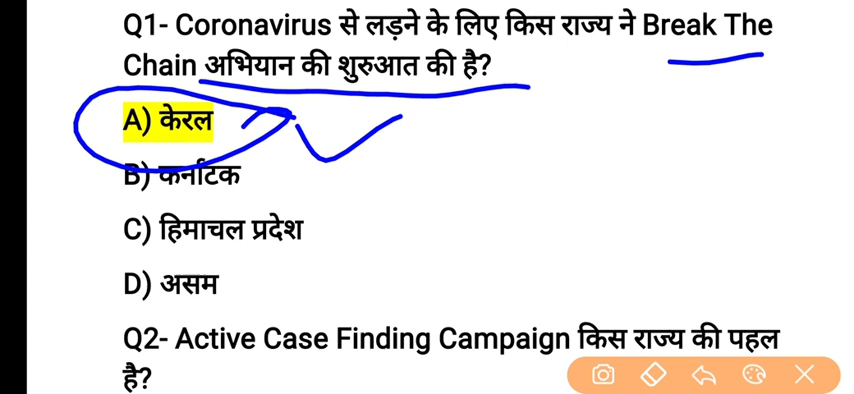 Q1- Coronavirus से लड़ने के लिए किस राज्य ने Break The
Chain अभियान की शुरुआत की है?
A) केरल
B) कर्नाटक
C) हिमाचल प्रदेश
D) असम
Q2- Active Case Finding Campaign किस राज्य की पहल
है?